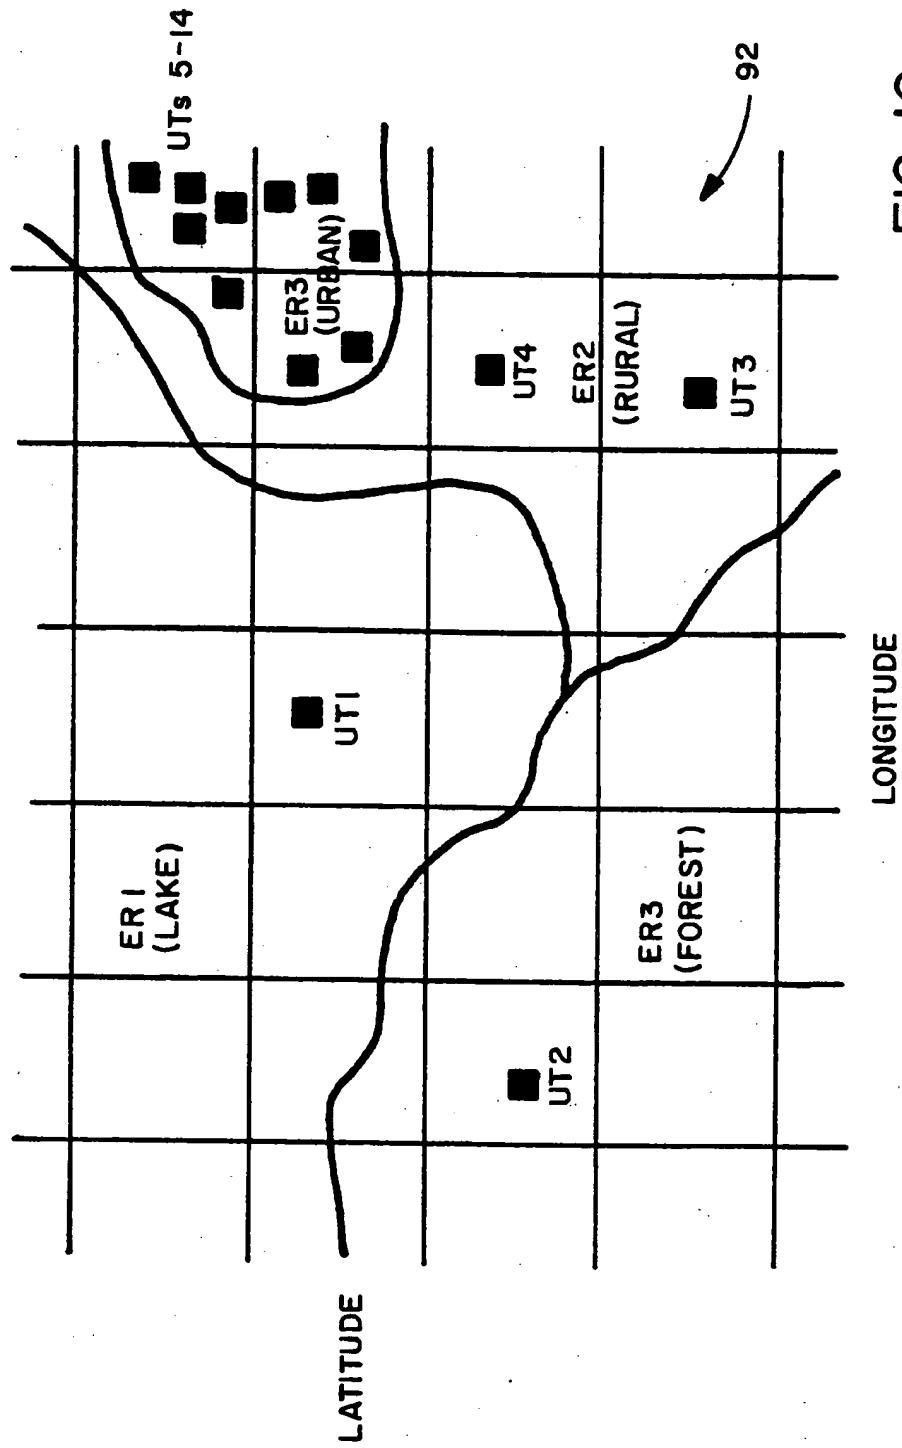 UTs 5-14
ER1
(LAKE)
UT1
ER3
(URBAN)
UT4
ER2
(RURAL)
UT3
UT2
ER3
(FOREST)
92
LATITUDE
LONGITUDE